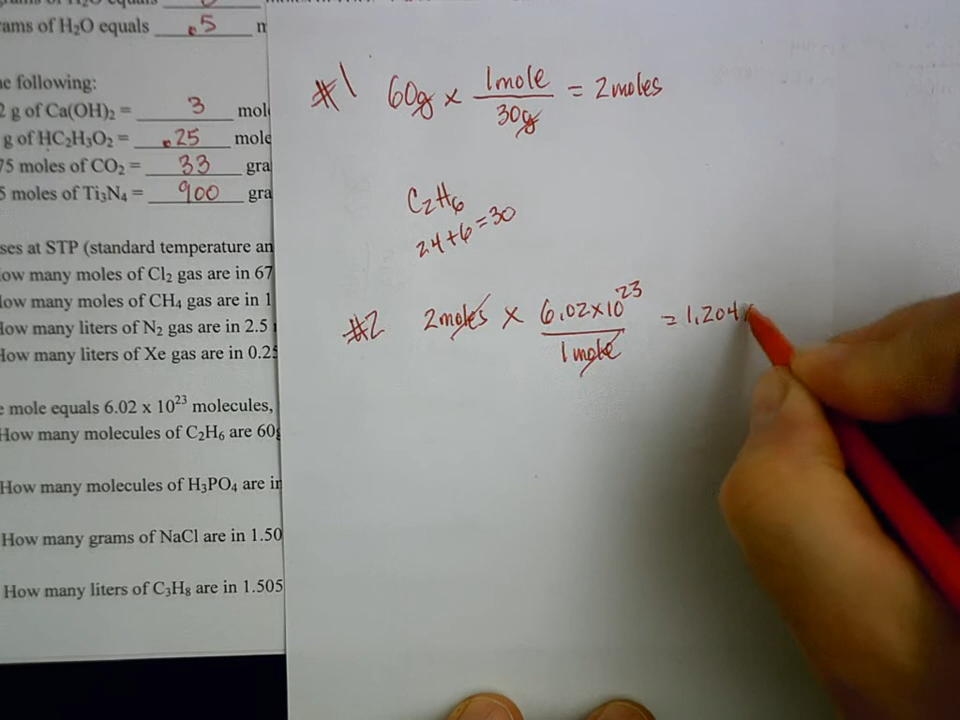 ams of H₂O equals .5
e following:
2 g of Ca(OH)₂ = 3 mol
g of HC₂H₃O₂ = .25 mole
75 moles of CO₂ = 33 gra
5 moles of Ti₃N₄ = 900 gra
ses at STP (standard temperature an
ow many moles of Cl₂ gas are in 67
ow many moles of CH₄ gas are in 1
ow many liters of N₂ gas are in 2.5
ow many liters of Xe gas are in 0.25
mole equals 6.02 x 10²³ molecules,
How many molecules of C₂H₆ are 60g
How many molecules of H₃PO₄ are in
How many grams of NaCl are in 1.50
How many liters of C₃H₈ are in 1.505
#1 60g x 1mole / 30g = 2moles
C₂H₆
24+6=30
#2 2moles x 6.02x10²³ / 1mole = 1.204x